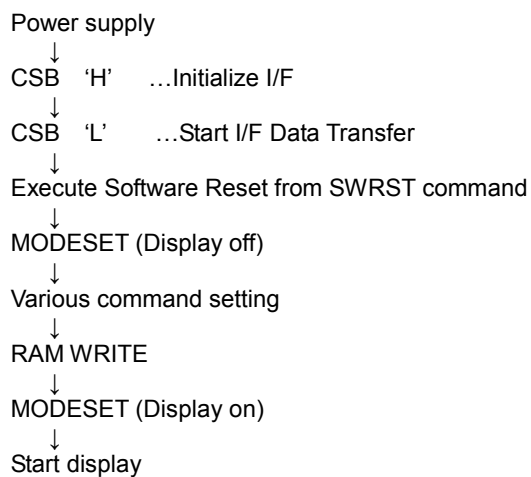 Power supply
↓
CSB ‘H’ …Initialize I/F
↓
CSB ‘L’ …Start I/F Data Transfer
↓
Execute Software Reset from SWRST command
↓
MODESET (Display off)
↓
Various command setting
↓
RAM WRITE
↓
MODESET (Display on)
↓
Start display